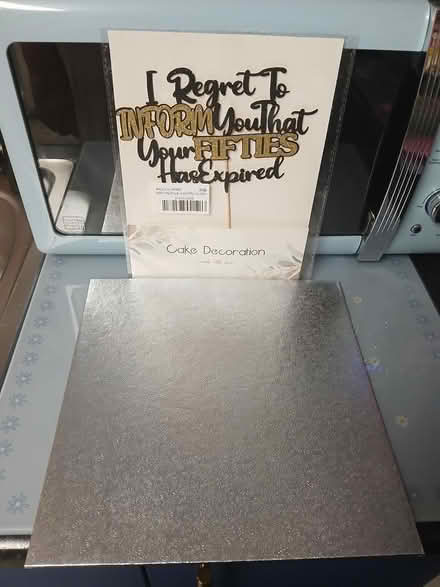 I Regret To
INFORM You That
Your FIFTIES
Has Expired
Cake Decoration